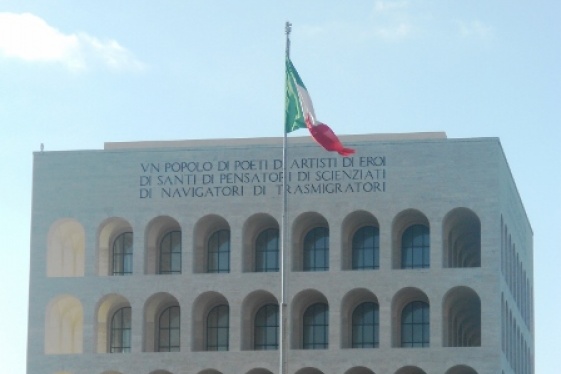 VN POPOLO DI POETI DI ARTISTI DI EROI
DI SANTI DI PENSATORI DI SCIENZIATI
DI NAVIGATORI DI TRASMIGRATORI